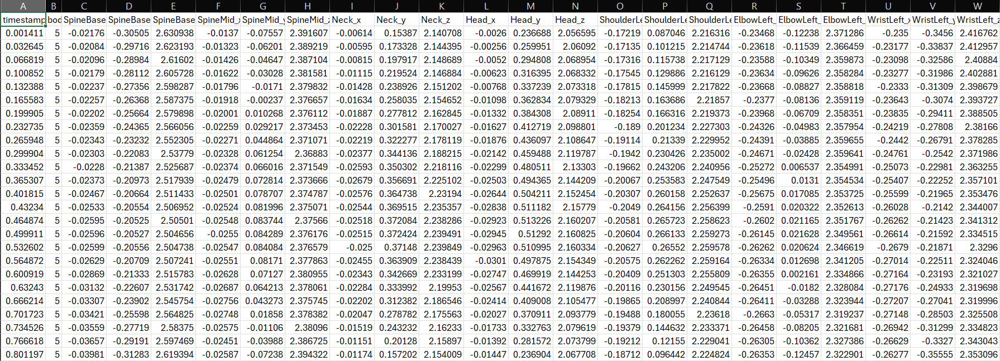 A B C D E F G H I J K L M N O P Q R S T U V W
timestamp bod SpineBase SpineBase SpineBase SpineMid_x SpineMid_y SpineMid_z Neck_x Neck_y Neck_z Head_x Head_y Head_z ShoulderLe ShoulderLe ShoulderLe ElbowLeft_ ElbowLeft_ ElbowLeft_ WristLeft_x WristLeft_y WristLeft_z
0.001411 5 -0.02176 -0.30505 2.630938 -0.0137 -0.07557 2.391607 -0.00614 0.15387 2.140708 -0.0026 0.236688 2.056595 -0.17219 0.087046 2.216316 -0.23468 -0.12238 2.371286 -0.235 -0.3456 2.416762
0.032645 5 -0.02084 -0.29716 2.623193 -0.01323 -0.06201 2.389219 -0.00595 0.173328 2.144395 -0.00256 0.259951 2.06092 -0.17135 0.101215 2.214744 -0.23618 -0.11539 2.366459 -0.23177 -0.33837 2.412957
0.066819 5 -0.02096 -0.28984 2.61602 -0.01426 -0.04647 2.387104 -0.00815 0.197917 2.148689 -0.0052 0.294808 2.068954 -0.17316 0.115738 2.217129 -0.23588 -0.10349 2.359873 -0.23098 -0.32586 2.40884
0.100852 5 -0.02179 -0.28112 2.605728 -0.01622 -0.03028 2.381581 -0.01115 0.219524 2.146884 -0.00623 0.316395 2.068332 -0.17545 0.129886 2.216129 -0.23634 -0.09626 2.358284 -0.23277 -0.31986 2.402881
0.132388 5 -0.02237 -0.27356 2.598287 -0.01796 -0.0171 2.379832 -0.01428 0.238926 2.151202 -0.00768 0.337239 2.073318 -0.17815 0.145999 2.217822 -0.23668 -0.08827 2.358818 -0.2333 -0.31309 2.398679
0.165583 5 -0.02257 -0.26368 2.587375 -0.01918 -0.00237 2.376657 -0.01634 0.258035 2.154652 -0.01098 0.362834 2.079329 -0.18213 0.163686 2.21857 -0.2377 -0.08136 2.359119 -0.23643 -0.3074 2.393727
0.199905 5 -0.02202 -0.25664 2.579898 -0.02001 0.010268 2.376112 -0.01887 0.277812 2.162845 -0.01332 0.384308 2.08911 -0.18254 0.166316 2.219373 -0.23968 -0.06709 2.358351 -0.23835 -0.29411 2.388505
0.232735 5 -0.02359 -0.24365 2.566056 -0.02259 0.029217 2.373453 -0.02228 0.301581 2.170027 -0.01627 0.412719 2.098801 -0.189 0.201234 2.227303 -0.24326 -0.04983 2.357954 -0.24219 -0.27808 2.38166
0.265948 5 -0.02343 -0.23232 2.552305 -0.02271 0.044864 2.371071 -0.02219 0.322277 2.178119 -0.01876 0.436097 2.108647 -0.19114 0.21339 2.229952 -0.24391 -0.03885 2.359655 -0.2442 -0.26791 2.378285
0.299904 5 -0.02303 -0.22083 2.53779 -0.02328 0.061254 2.36883 -0.02377 0.344136 2.188215 -0.02142 0.459488 2.119787 -0.1942 0.230426 2.235002 -0.24671 -0.02428 2.359641 -0.24761 -0.2542 2.371986
0.333452 5 -0.0228 -0.21387 2.525687 -0.02374 0.066016 2.371549 -0.02593 0.350302 2.218116 -0.02299 0.480511 2.13303 -0.19662 0.243206 2.240956 -0.25272 0.006537 2.354991 -0.25073 -0.22981 2.363255
0.365307 5 -0.02373 -0.20973 2.517939 -0.02479 0.072814 2.373666 -0.02679 0.356691 2.225102 -0.02503 0.494365 2.144209 -0.20067 0.253583 2.247549 -0.25496 0.0131 2.354534 -0.25407 -0.22252 2.357101
0.401815 5 -0.02467 -0.20664 2.511433 -0.02501 0.078707 2.374787 -0.02576 0.364738 2.23194 -0.02644 0.504211 2.152454 -0.20307 0.260158 2.252637 -0.25675 0.017085 2.353725 -0.25599 -0.21965 2.353476
0.43234 5 -0.02533 -0.20554 2.506952 -0.02524 0.081996 2.375071 -0.02544 0.369515 2.235357 -0.02838 0.511182 2.15779 -0.2049 0.264156 2.256399 -0.2591 0.020322 2.352613 -0.26028 -0.2142 2.344007
0.464874 5 -0.02595 -0.20525 2.50501 -0.02548 0.083744 2.37566 -0.02518 0.372084 2.238286 -0.02923 0.513226 2.160207 -0.20581 0.265723 2.258623 -0.2602 0.021165 2.351767 -0.26262 -0.21423 2.341312
0.499911 5 -0.02596 -0.20527 2.504656 -0.0255 0.084289 2.376176 -0.02515 0.372424 2.239491 -0.02945 0.51292 2.160825 -0.20604 0.266133 2.259273 -0.26145 0.021628 2.349561 -0.26614 -0.21592 2.334515
0.532602 5 -0.02599 -0.20556 2.504738 -0.02547 0.084084 2.376579 -0.025 0.37148 2.239849 -0.02963 0.510995 2.160334 -0.20627 0.26552 2.259578 -0.26262 0.020624 2.346619 -0.2679 -0.21871 2.3296
0.564872 5 -0.02629 -0.20709 2.507241 -0.02551 0.08171 2.377863 -0.02455 0.363909 2.238439 -0.0301 0.497875 2.154349 -0.20575 0.262262 2.259164 -0.26334 0.012698 2.341205 -0.27014 -0.22511 2.324046
0.600919 5 -0.02869 -0.21333 2.515783 -0.02628 0.07127 2.380955 -0.02343 0.342669 2.233199 -0.02747 0.469919 2.144253 -0.20409 0.251303 2.255809 -0.26355 0.002161 2.334866 -0.27164 -0.23193 2.321027
0.63243 5 -0.03132 -0.22607 2.531742 -0.02687 0.064213 2.378061 -0.02284 0.333992 2.19953 -0.02567 0.441672 2.119876 -0.20116 0.230156 2.249545 -0.26451 -0.0182 2.328084 -0.27176 -0.24933 2.319698
0.666214 5 -0.03307 -0.23902 2.545754 -0.02756 0.043273 2.375745 -0.02202 0.312382 2.186546 -0.02414 0.409008 2.105477 -0.19865 0.208997 2.240844 -0.26411 -0.03288 2.323944 -0.27207 -0.27041 2.319996
0.701723 5 -0.03421 -0.25598 2.564825 -0.02748 0.01858 2.378382 -0.02047 0.278782 2.175563 -0.02027 0.370911 2.093779 -0.19488 0.180055 2.23618 -0.2663 -0.05317 2.319237 -0.27148 -0.28503 2.325508
0.734526 5 -0.03559 -0.27719 2.58375 -0.02575 -0.01106 2.38096 -0.01519 0.243232 2.16233 -0.01733 0.332763 2.079619 -0.19379 0.144632 2.233371 -0.26458 -0.08205 2.321681 -0.26942 -0.31299 2.334823
0.766618 5 -0.03657 -0.29191 2.597469 -0.02451 -0.03988 2.386725 -0.01151 0.20128 2.15897 -0.01392 0.281572 2.073799 -0.19212 0.12155 2.229041 -0.26305 -0.10362 2.327386 -0.26629 -0.3327 2.343043
0.801197 5 -0.03981 -0.31283 2.619394 -0.02587 -0.07238 2.394322 -0.01174 0.157202 2.154009 -0.01447 0.236904 2.067708 -0.18712 0.096442 2.224824 -0.26353 -0.12457 2.322901 -0.26277 -0.35555 2.353096